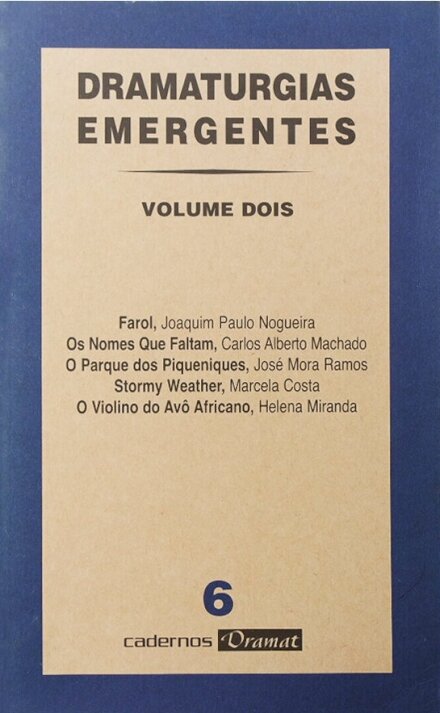 DRAMATURGIAS
EMERGENTES
VOLUME DOIS
Farol, Joaquim Paulo Nogueira
Os Nomes Que Faltam, Carlos Alberto Machado
O Parque dos Piqueniques, José Mora Ramos
Stormy Weather, Marcela Costa
O Violino do Avô Africano, Helena Miranda
6
cadernos Dramat